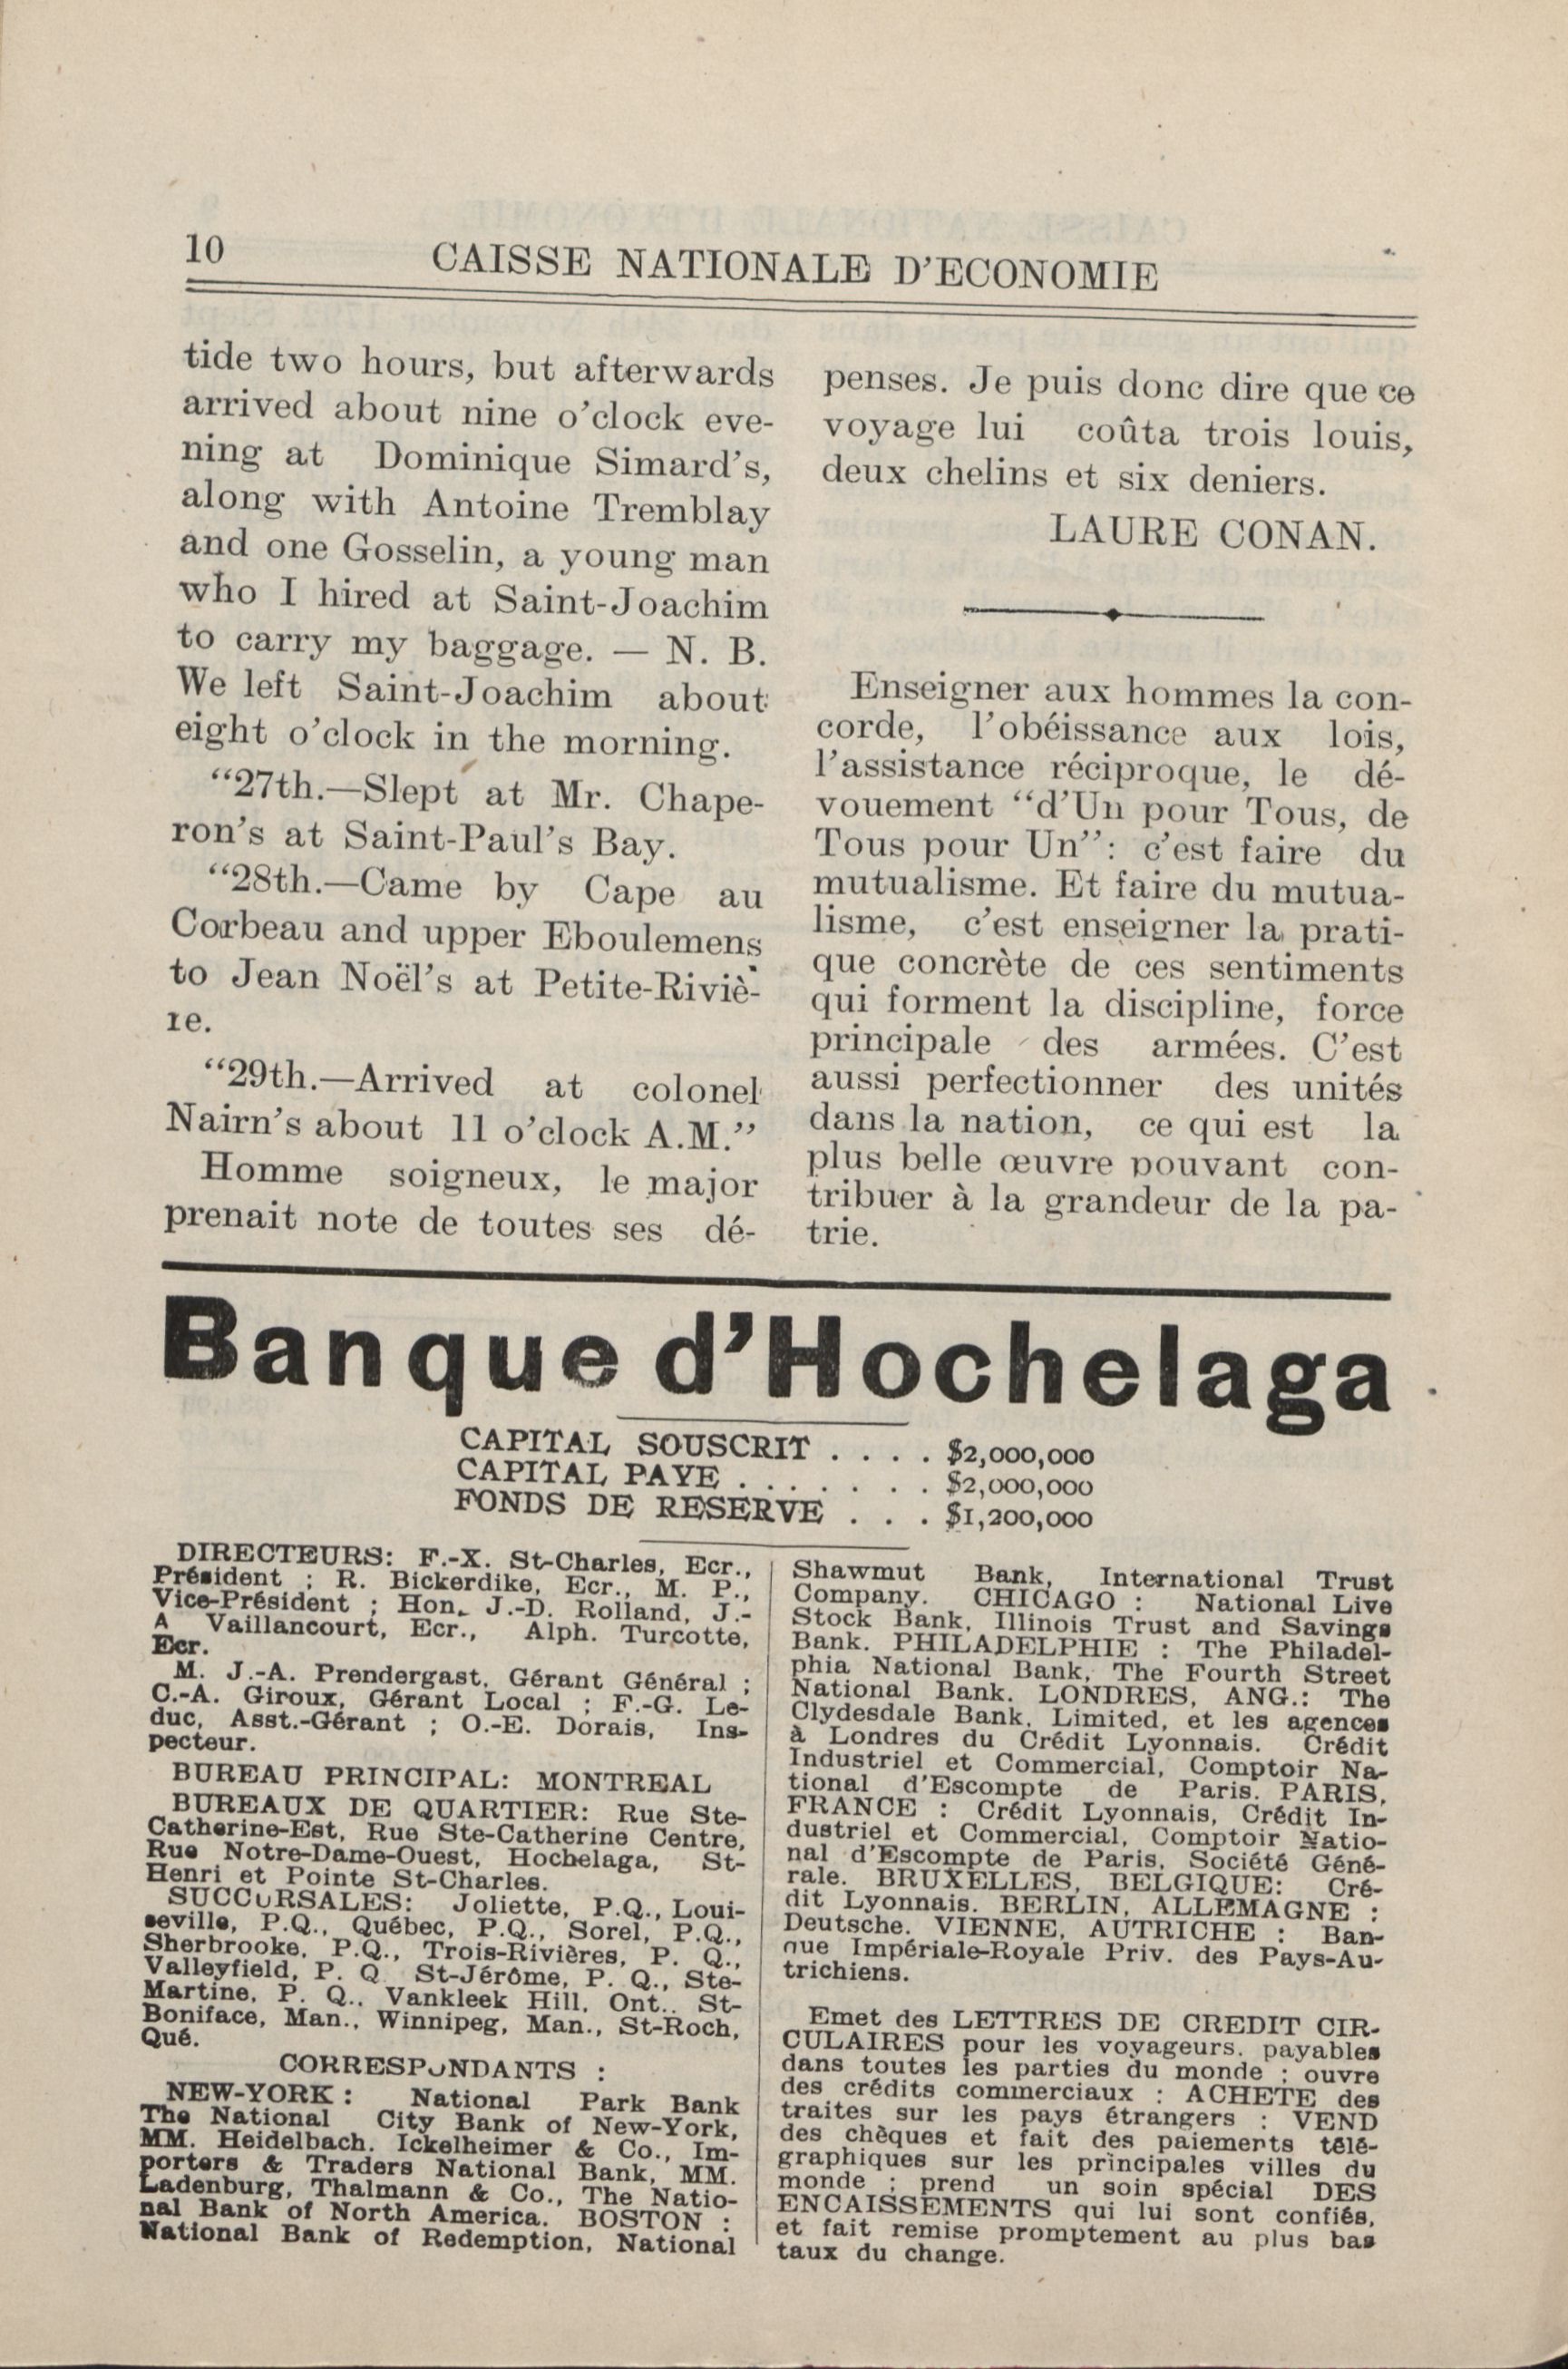 10
CAISSE NATIONALE D'ECONOMIE
tide two hours, but afterwards
arrived about nine o'clock eve-
ning at Dominique Simard's,
along with Antoine Tremblay
and one Gosselin, a young man
who I hired at Saint-Joachim
to carry my baggage. — N. B.
We left Saint-Joachim about
eight o'clock in the morning.
"27th.—Slept at Mr. Chape-
ron's at Saint-Paul's Bay.
"28th.—Came by Cape au
Corbeau and upper Eboulemens
to Jean Noël's at Petite-Riviè-
re.
"29th.—Arrived at colonel
Nairn's about 11 o'clock A.M."
Homme soigneux, le major
prenait note de toutes ses dé-
penses. Je puis donc dire que ce
voyage lui coûta trois louis,
deux chelins et six deniers.
LAURE CONAN.
Enseigner aux hommes la con-
corde, l'obéissance aux lois,
l'assistance réciproque, le dé-
vouement "d'Un pour Tous, de
Tous pour Un": c'est faire du
mutualisme. Et faire du mutua-
lisme, c'est enseigner la prati-
que concrète de ces sentiments
qui forment la discipline, force
principale des armées. C'est
aussi perfectionner des unités
dans la nation, ce qui est la
plus belle œuvre pouvant con-
tribuer à la grandeur de la pa-
trie.
Banque d'Hochelaga
CAPITAL SOUSCRIT . . . . $2,000,000
CAPITAL PAYE . . . . . . . $2,000,000
FONDS DE RESERVE . . . $1,200,000
DIRECTEURS: F.-X. St-Charles, Ecr.,
Président ; R. Bickerdike, Ecr., M. P.,
Vice-Président ; Hon. J.-D. Rolland, J.-
A Vaillancourt, Ecr., Alph. Turcotte,
Ecr.
M. J.-A. Prendergast, Gérant Général ;
C.-A. Giroux, Gérant Local ; F.-G. Le-
duc, Asst.-Gérant ; O.-E. Dorais, Ins-
pecteur.
BUREAU PRINCIPAL: MONTREAL
BUREAUX DE QUARTIER: Rue Ste-
Catherine-Est, Rue Ste-Catherine Centre,
Rue Notre-Dame-Ouest, Hochelaga, St-
Henri et Pointe St-Charles.
SUCCURSALES: Joliette, P.Q., Loui-
seville, P.Q., Québec, P.Q., Sorel, P.Q.,
Sherbrooke, P.Q., Trois-Rivières, P. Q.,
Valleyfield, P. Q St-Jérôme, P. Q., Ste-
Martine, P. Q., Vankleek Hill, Ont., St-
Boniface, Man., Winnipeg, Man., St-Roch,
Qué.
CORRESPONDANTS :
NEW-YORK : National Park Bank
The National City Bank of New-York,
MM. Heidelbach, Ickelheimer & Co., Im-
porters & Traders National Bank, MM.
Ladenburg, Thalmann & Co., The Natio-
nal Bank of North America. BOSTON :
National Bank of Redemption, National
Shawmut Bank, International Trust
Company. CHICAGO : National Live
Stock Bank, Illinois Trust and Savings
Bank. PHILADELPHIE : The Philadel-
phia National Bank, The Fourth Street
National Bank. LONDRES, ANG.: The
Clydesdale Bank, Limited, et les agences
à Londres du Crédit Lyonnais. Crédit
Industriel et Commercial, Comptoir Na-
tional d'Escompte de Paris. PARIS,
FRANCE : Crédit Lyonnais, Crédit In-
dustriel et Commercial, Comptoir Natio-
nal d'Escompte de Paris, Société Géné-
rale. BRUXELLES, BELGIQUE: Cré-
dit Lyonnais. BERLIN, ALLEMAGNE :
Deutsche. VIENNE, AUTRICHE : Ban-
que Impériale-Royale Priv. des Pays-Au-
trichiens.
Emet des LETTRES DE CREDIT CIR-
CULAIRES pour les voyageurs. payables
dans toutes les parties du monde ; ouvre
des crédits commerciaux : ACHETE des
traites sur les pays étrangers : VEND
des chèques et fait des paiements télé-
graphiques sur les principales villes du
monde ; prend un soin spécial DES
ENCAISSEMENTS qui lui sont confiés,
et fait remise promptement au plus bas
taux du change.